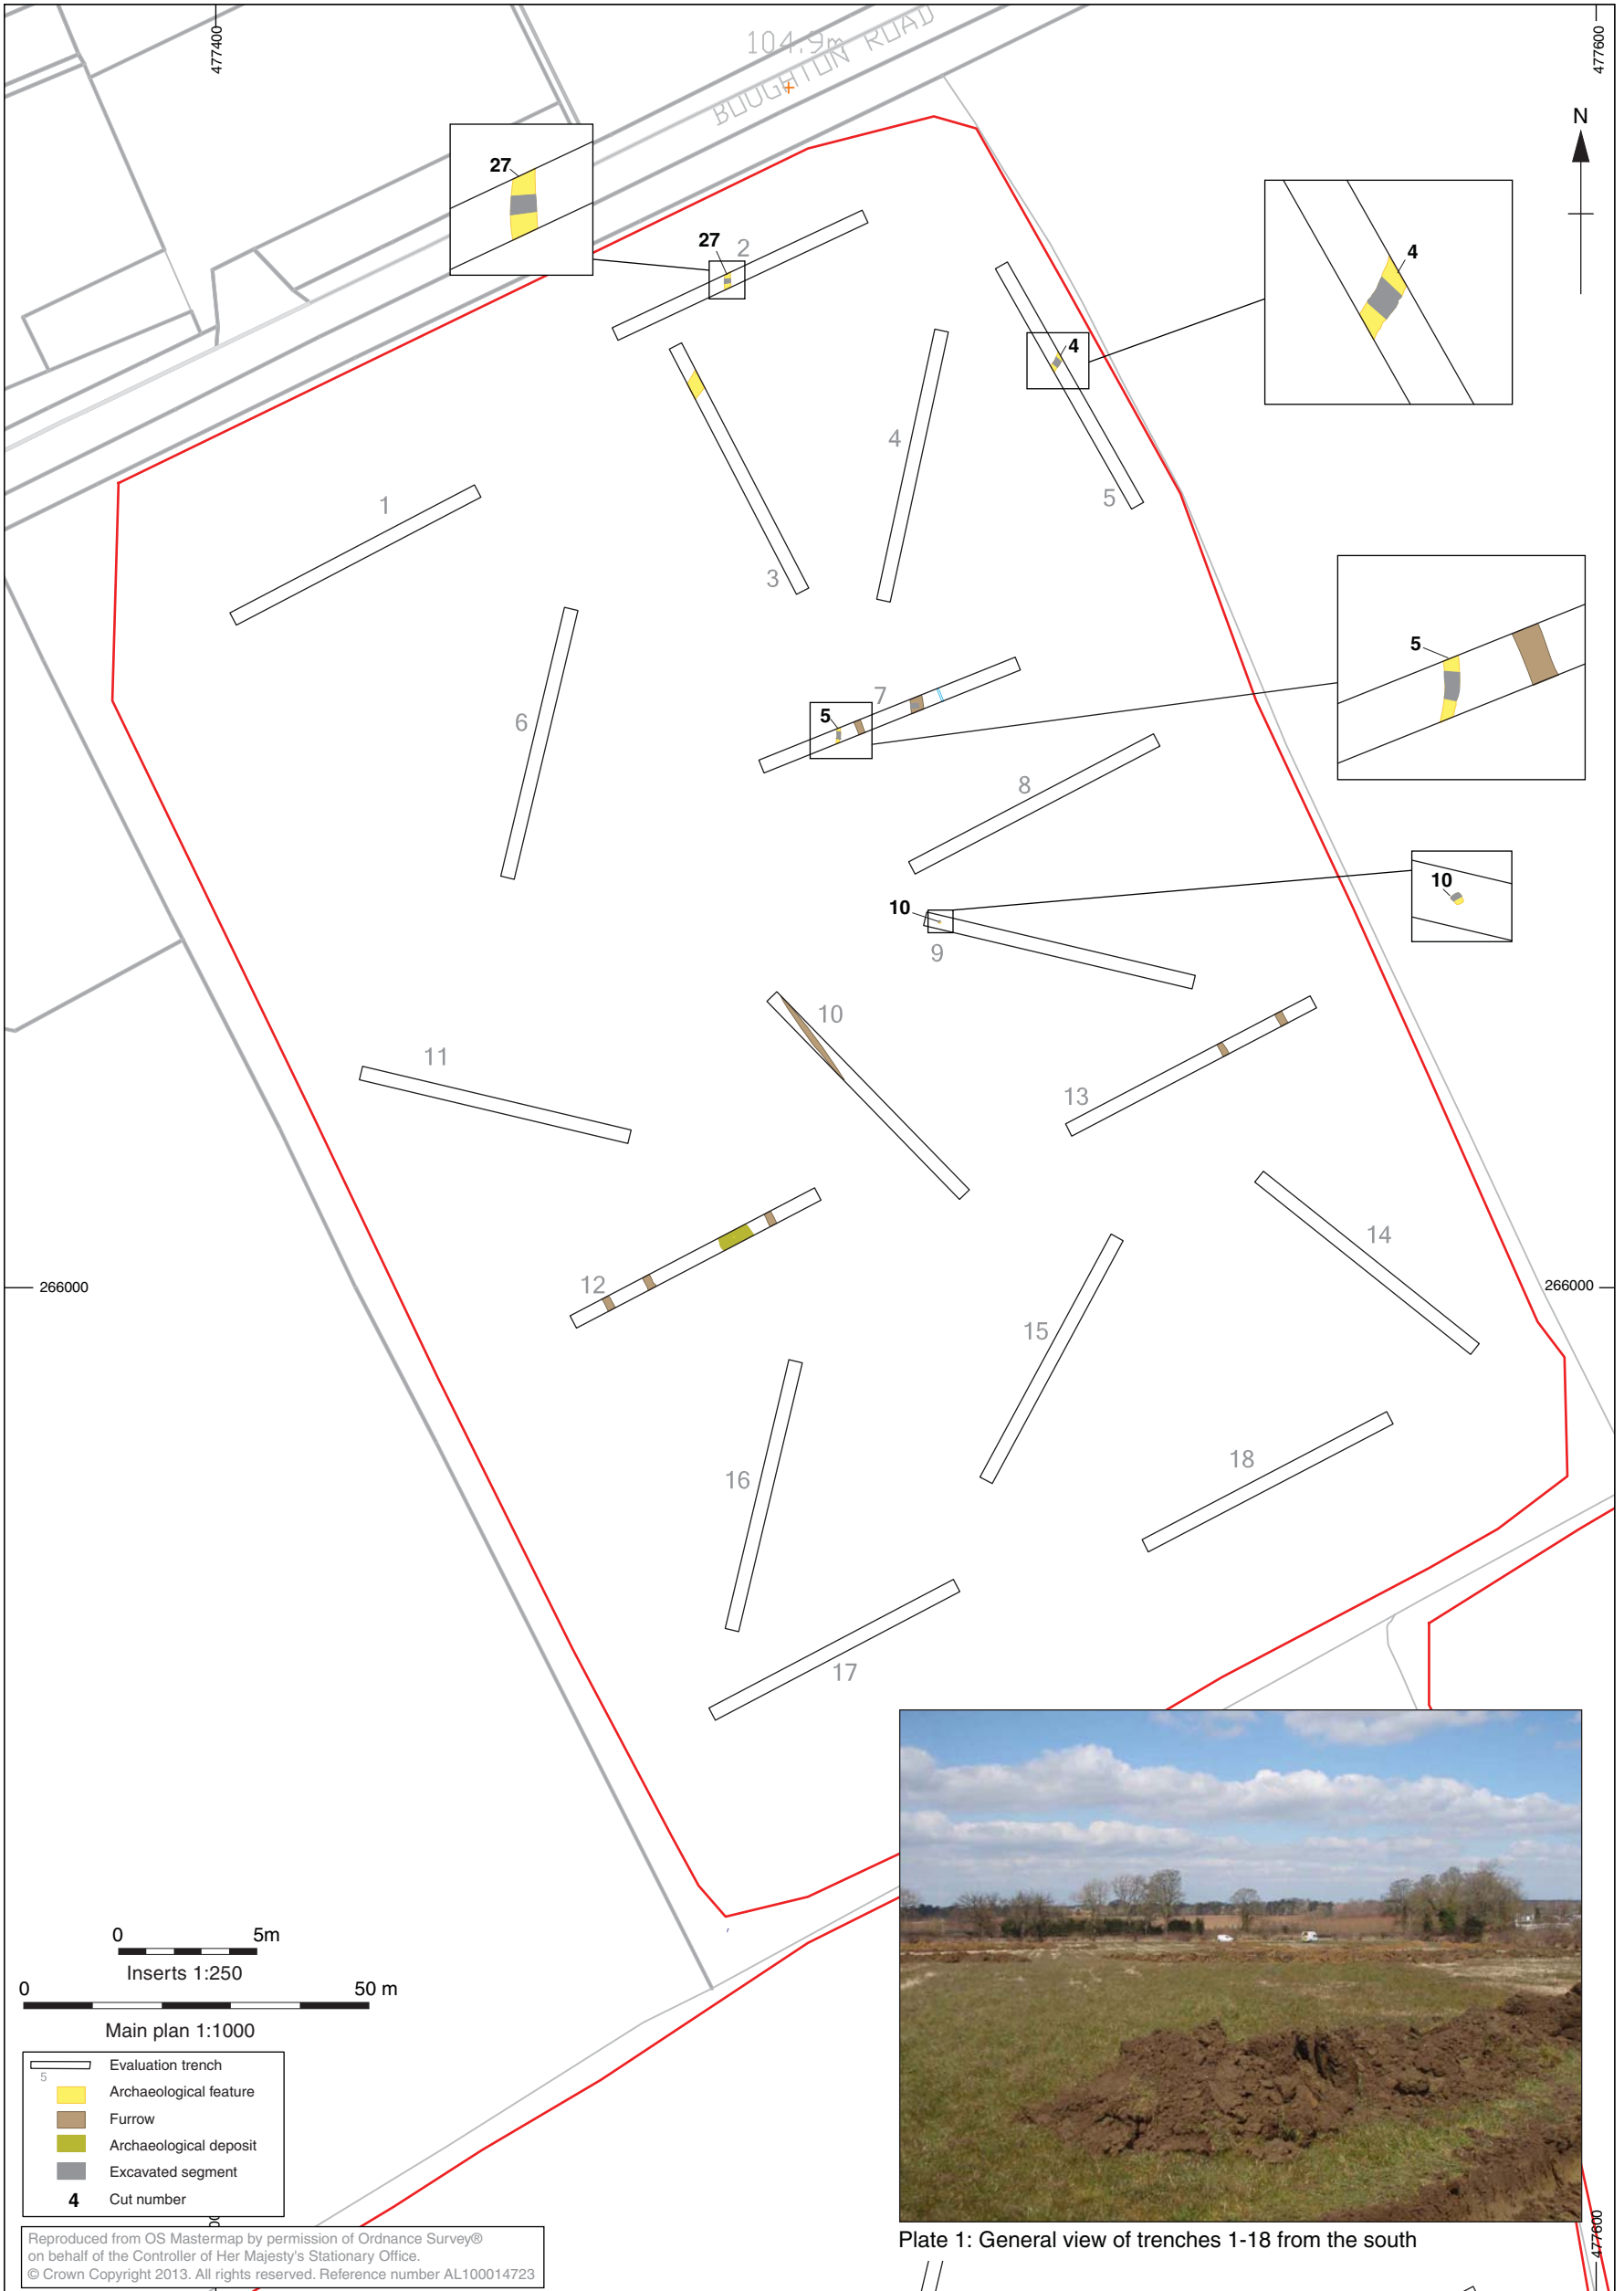 477400
104.9m
BOUGHTON ROAD
477600
N
27
27
2
4
4
1
3
4
5
5
5
7
6
8
10
10
9
10
11
13
12
14
266000
266000
15
16
18
17
0 5m
Inserts 1:250
0 50 m
Main plan 1:1000
5
Evaluation trench
Archaeological feature
Furrow
Archaeological deposit
Excavated segment
4 Cut number
Reproduced from OS Mastermap by permission of Ordnance Survey®
on behalf of the Controller of Her Majesty's Stationary Office.
© Crown Copyright 2013. All rights reserved. Reference number AL100014723
Plate 1: General view of trenches 1-18 from the south
477600